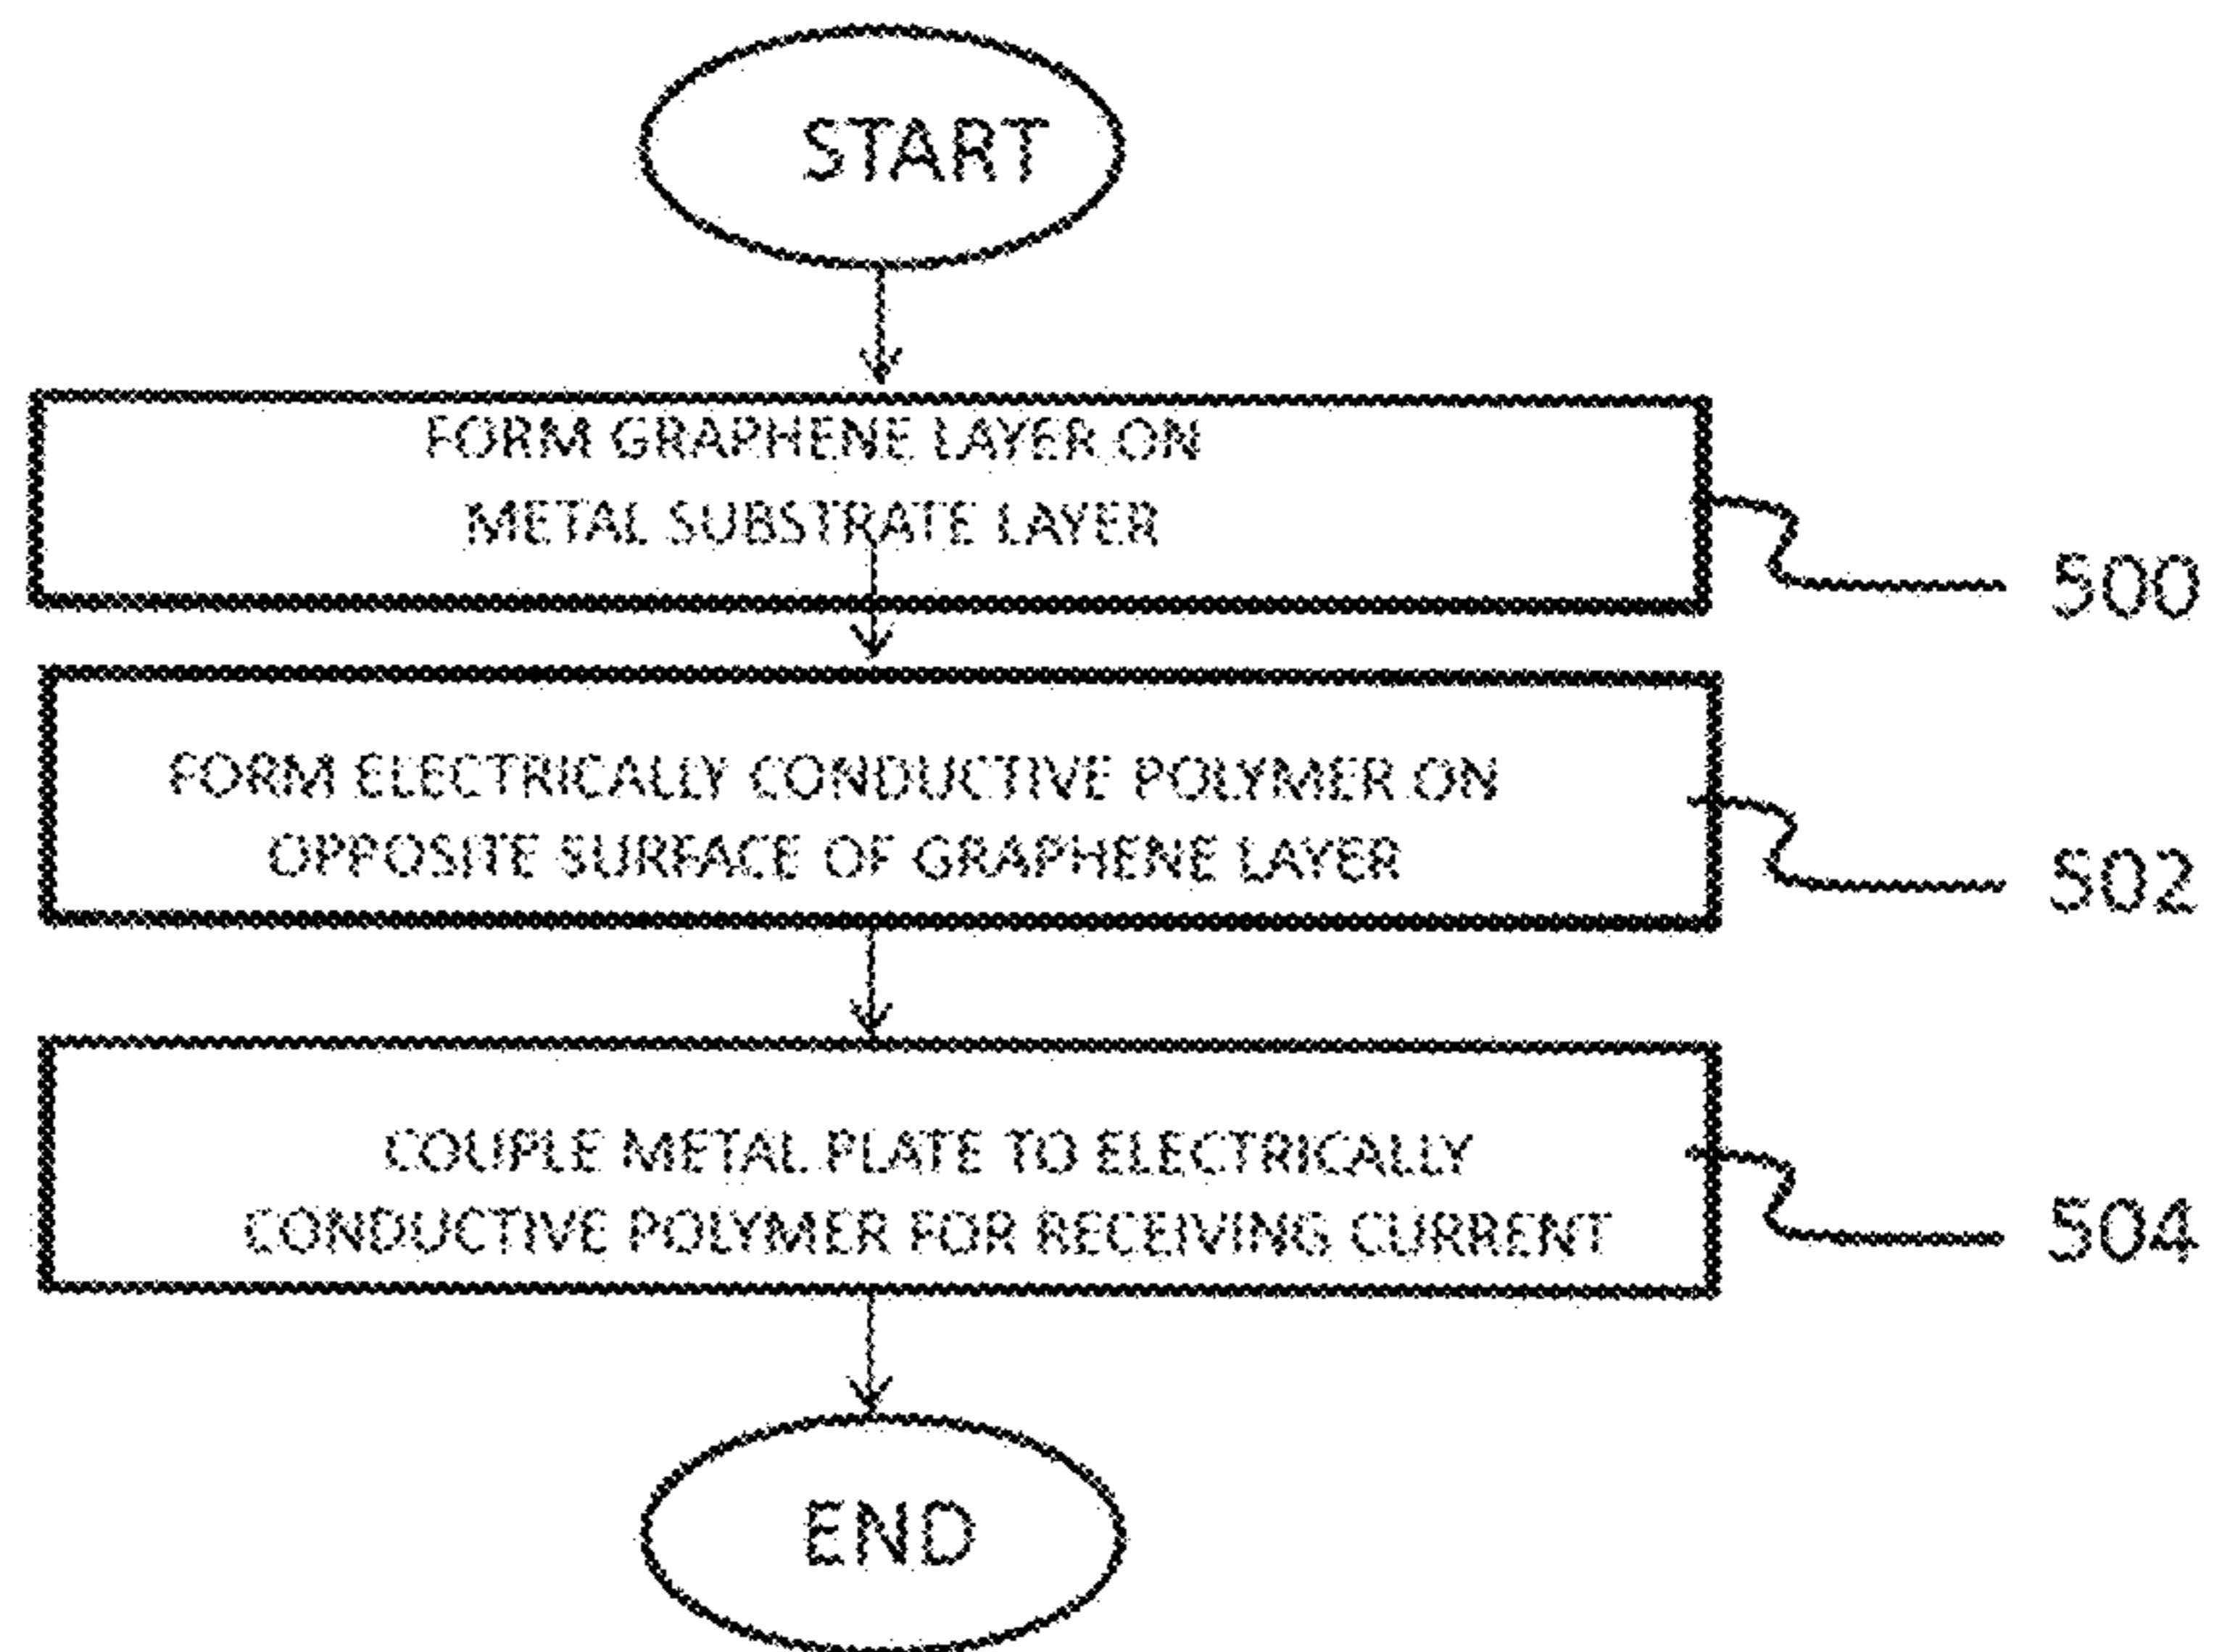 START
FORM GRAPHENE LAYER ON
METAL SUBSTRATE LAYER
500
FORM ELECTRICALLY CONDUCTIVE POLYMER ON
OPPOSITE SURFACE OF GRAPHENE LAYER
502
COUPLE METAL PLATE TO ELECTRICALLY
CONDUCTIVE POLYMER FOR RECEIVING CURRENT
504
END